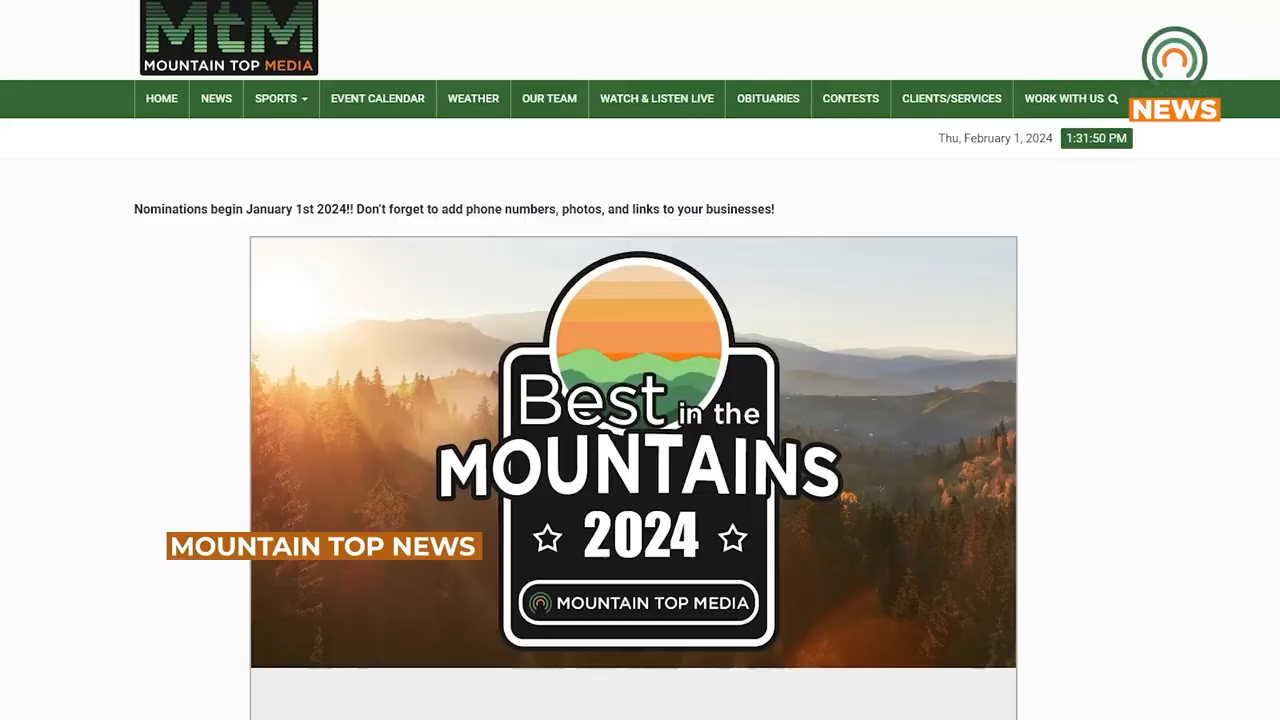 MtM
MOUNTAIN TOP MEDIA
HOME NEWS SPORTS EVENT CALENDAR WEATHER OUR TEAM WATCH & LISTEN LIVE OBITUARIES CONTESTS CLIENTS/SERVICES WORK WITH US
NEWS
Thu, February 1, 2024 1:31:50 PM
Nominations begin January 1st 2024!! Don't forget to add phone numbers, photos, and links to your businesses!
Best in the
MOUNTAINS
2024
MOUNTAIN TOP NEWS
MOUNTAIN TOP MEDIA